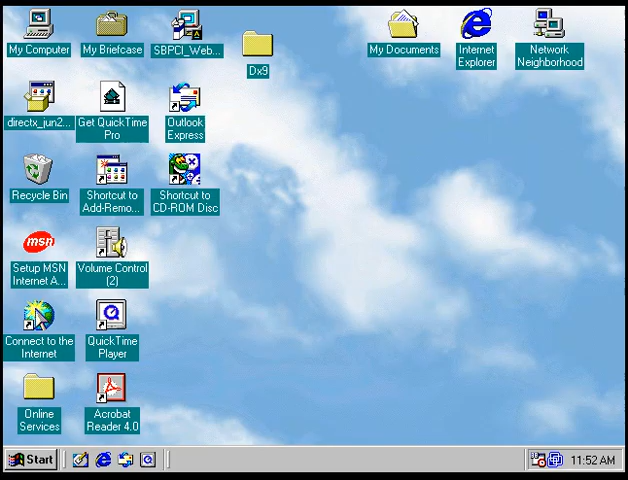 My Computer
My Briefcase
SBPCI_Web...
Dx9
My Documents
Internet
Explorer
Network
Neighborhood
directx_jun2...
Get QuickTime
Pro
Outlook
Express
Recycle Bin
Shortcut to
Add-Remo...
Shortcut to
CD-ROM Disc
msn
Setup MSN
Internet A...
Volume Control
(2)
Connect to the
Internet
QuickTime
Player
Online
Services
Acrobat
Reader 4.0
Start
11:52 AM